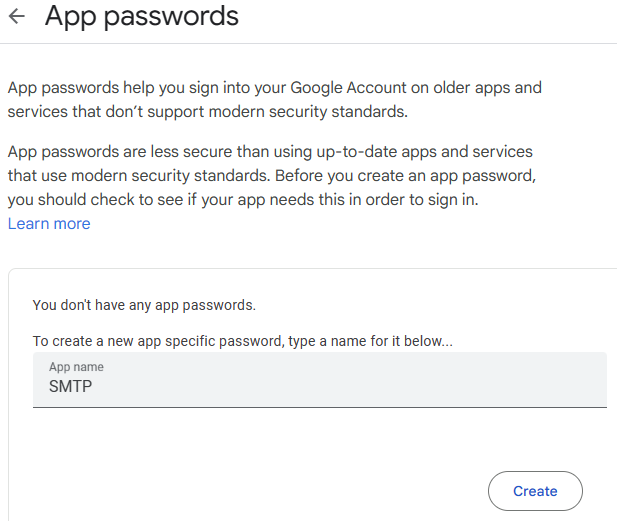 App passwords
App passwords help you sign into your Google Account on older apps and
services that don’t support modern security standards.
App passwords are less secure than using up-to-date apps and services
that use modern security standards. Before you create an app password,
you should check to see if your app needs this in order to sign in.
Learn more
You don't have any app passwords.
To create a new app specific password, type a name for it below...
App name
SMTP
Create